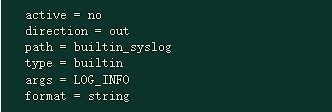 active = no
direction = out
path = builtin_syslog
type = builtin
args = LOG_INFO
format = string